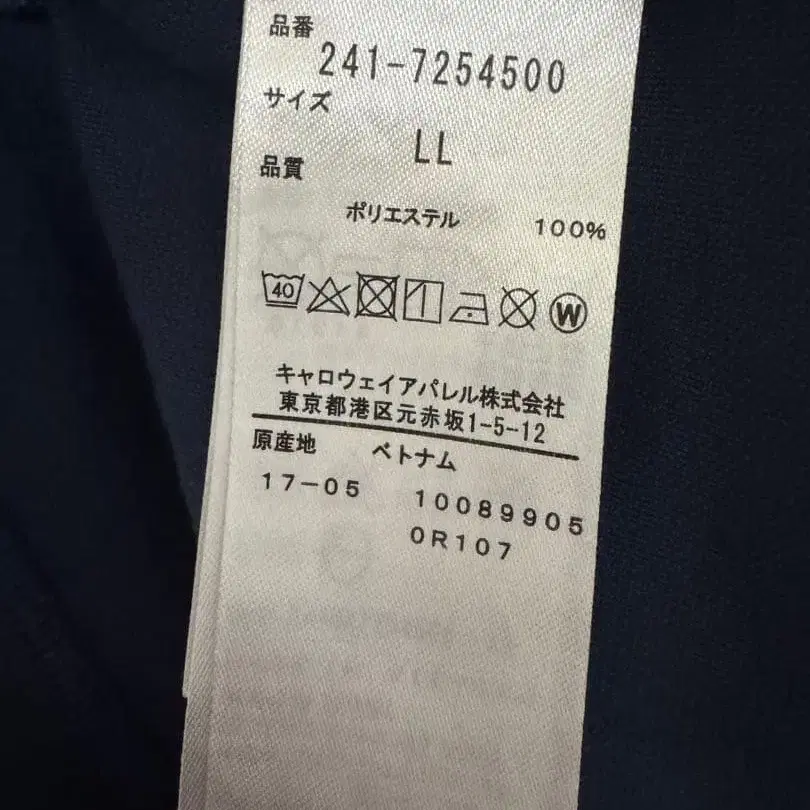 品番
241-7254500
サイズ
LL
品質
ポリエステル 100%
40
W
キャロウェイアパレル株式会社
東京都港区元赤坂1-5-12
原産地 ベトナム
17-05 10089905
0R107